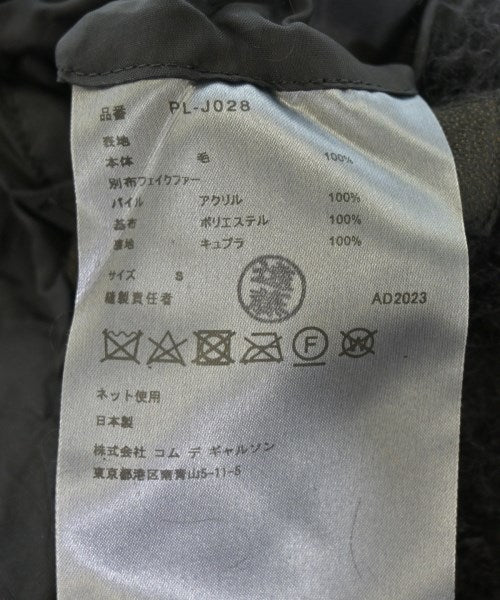 品番 PL-J028
表地
本体 毛 100%
別布フェイクファー
パイル アクリル 100%
基布 ポリエステル 100%
裏地 キュプラ 100%
サイズ S
縫製責任者 AD2023
F W
ネット使用
日本製
株式会社 コム デ ギャルソン
東京都港区南青山5-11-5